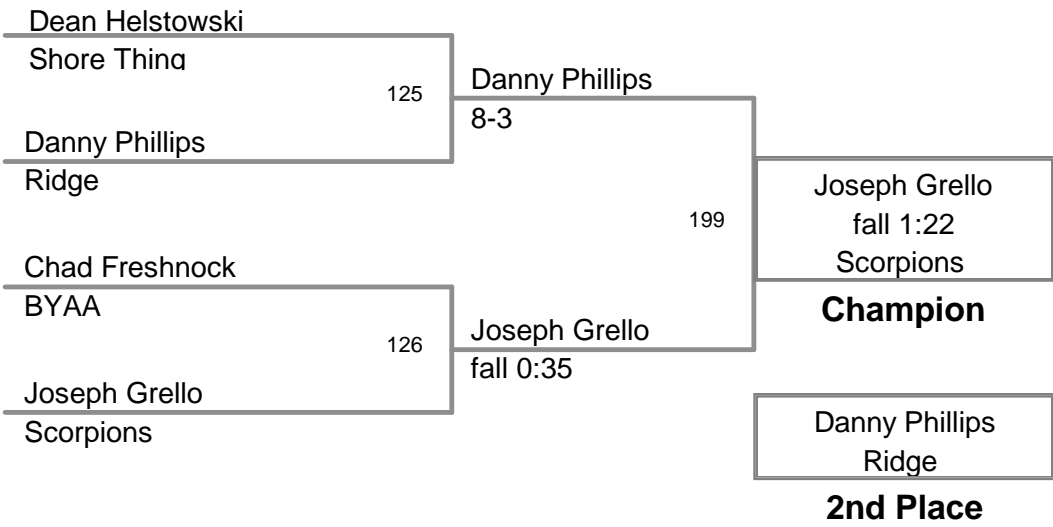 Dean Helstowski
Shore Thing
125
Danny Phillips
8-3
Danny Phillips
Ridge
199
Joseph Grello
fall 1:22
Scorpions
Champion
Chad Freshnock
BYAA
126
Joseph Grello
fall 0:35
Joseph Grello
Scorpions
Danny Phillips
Ridge
2nd Place